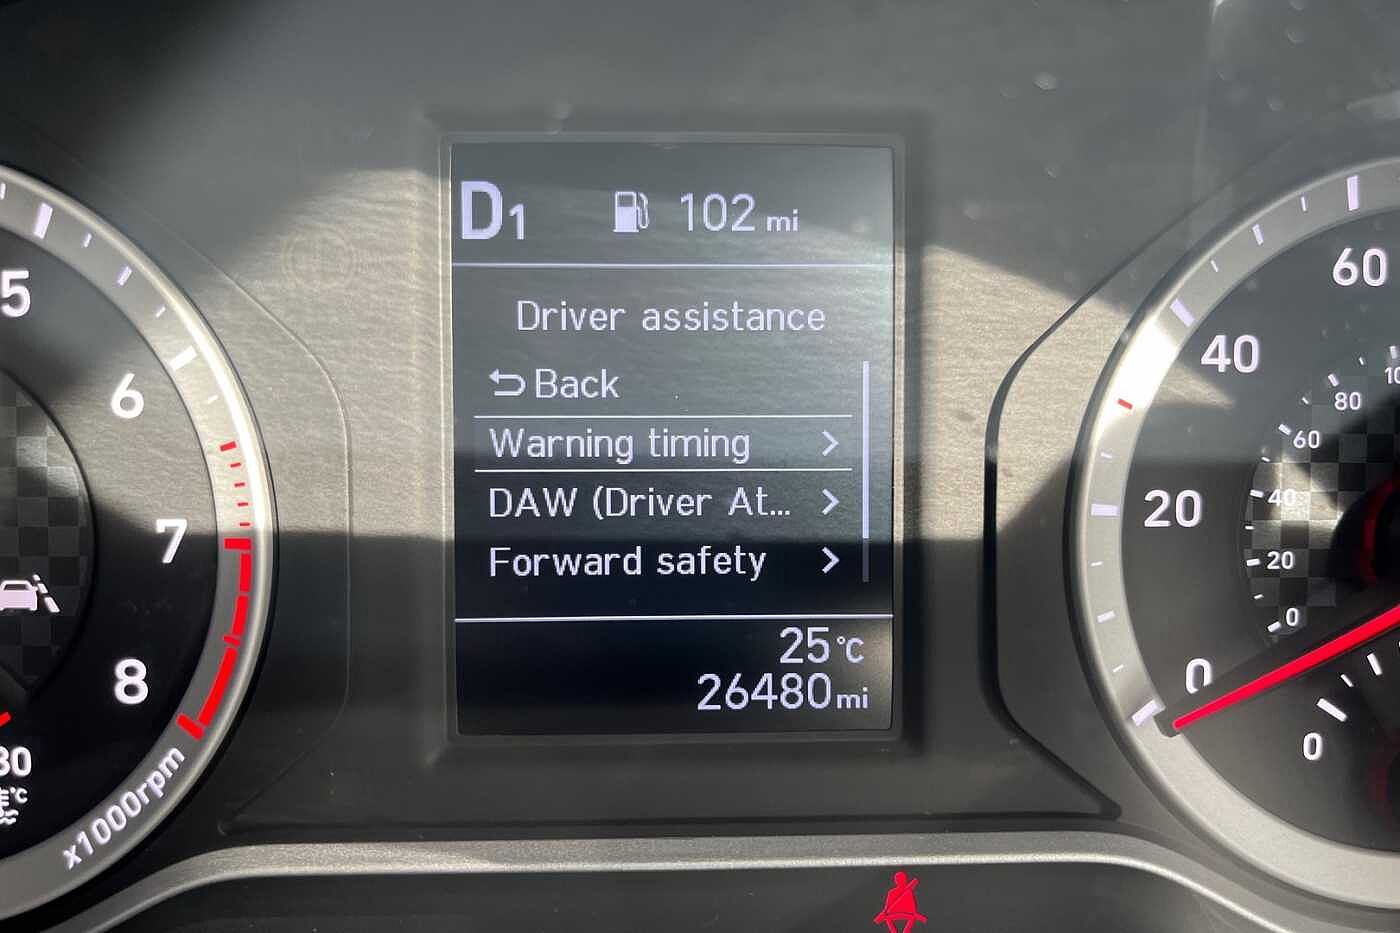 D1 102 mi
Driver assistance
Back
Warning timing
DAW (Driver At...
Forward safety
25°C
26480mi
5
6
7
8
x1000rpm
°C
0
20
40
60
0
20
40
60
80
0